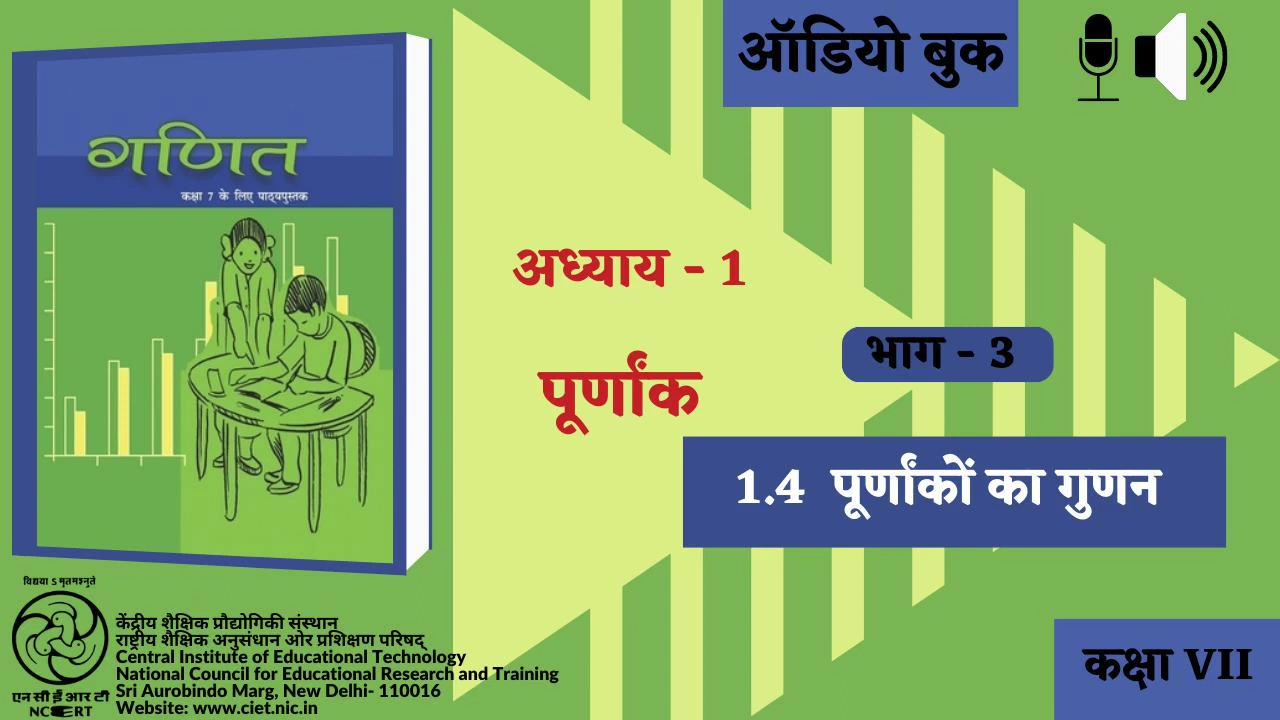 ऑडियो बुक
गणित
कक्षा 7 के लिए पाठ्यपुस्तक
अध्याय - 1
पूर्णांक
भाग - 3
1.4 पूर्णांकों का गुणन
कक्षा VII
विद्यया ऽ मृतमश्नुते
एन सी ई आर टी
NCERT
केंद्रीय शैक्षिक प्रौद्योगिकी संस्थान
राष्ट्रीय शैक्षिक अनुसंधान ओर प्रशिक्षण परिषद्
Central Institute of Educational Technology
National Council for Educational Research and Training
Sri Aurobindo Marg, New Delhi- 110016
Website: www.ciet.nic.in